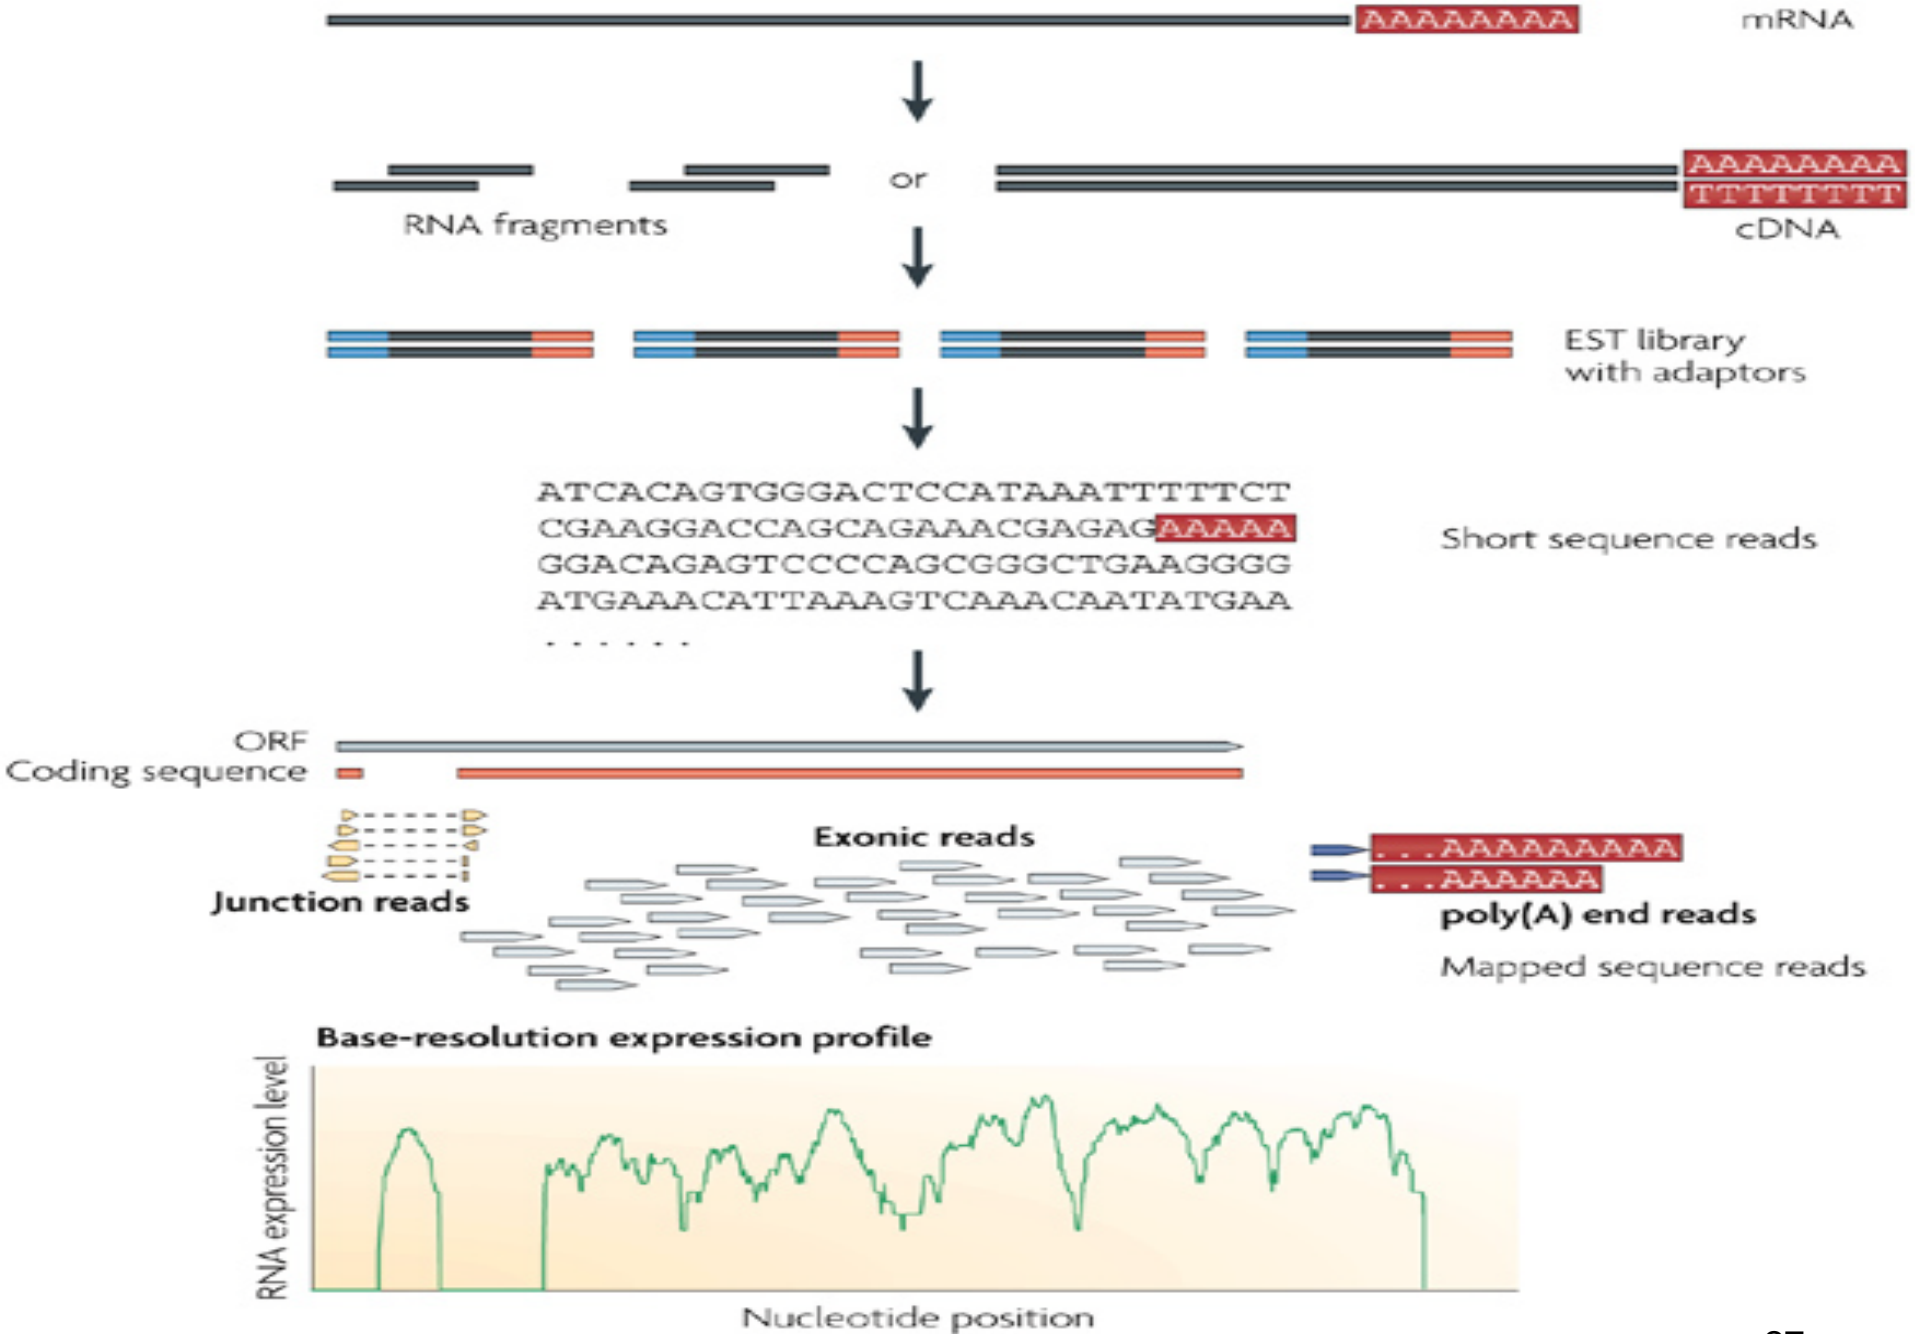 AAAAAAAA mRNA
AAAAAAAA
or
TTTTTTTT
RNA fragments
cDNA
EST library
with adaptors
ATCACAGTGGGACTCCATAAATTTTTCT
CGAAGGACCAGCAGAAACGAGAGAAAAA
Short sequence reads
GGACAGAGTCCCCAGCGGGCTGAAGGGG
ATGAAACATTAAAGTCAAACAATATGAA
. . . . . .
ORF
Coding sequence
Exonic reads
...AAAAAAAAA
...AAAAAA
Junction reads
poly(A) end reads
Mapped sequence reads
Base-resolution expression profile
RNA expression level
Nucleotide position